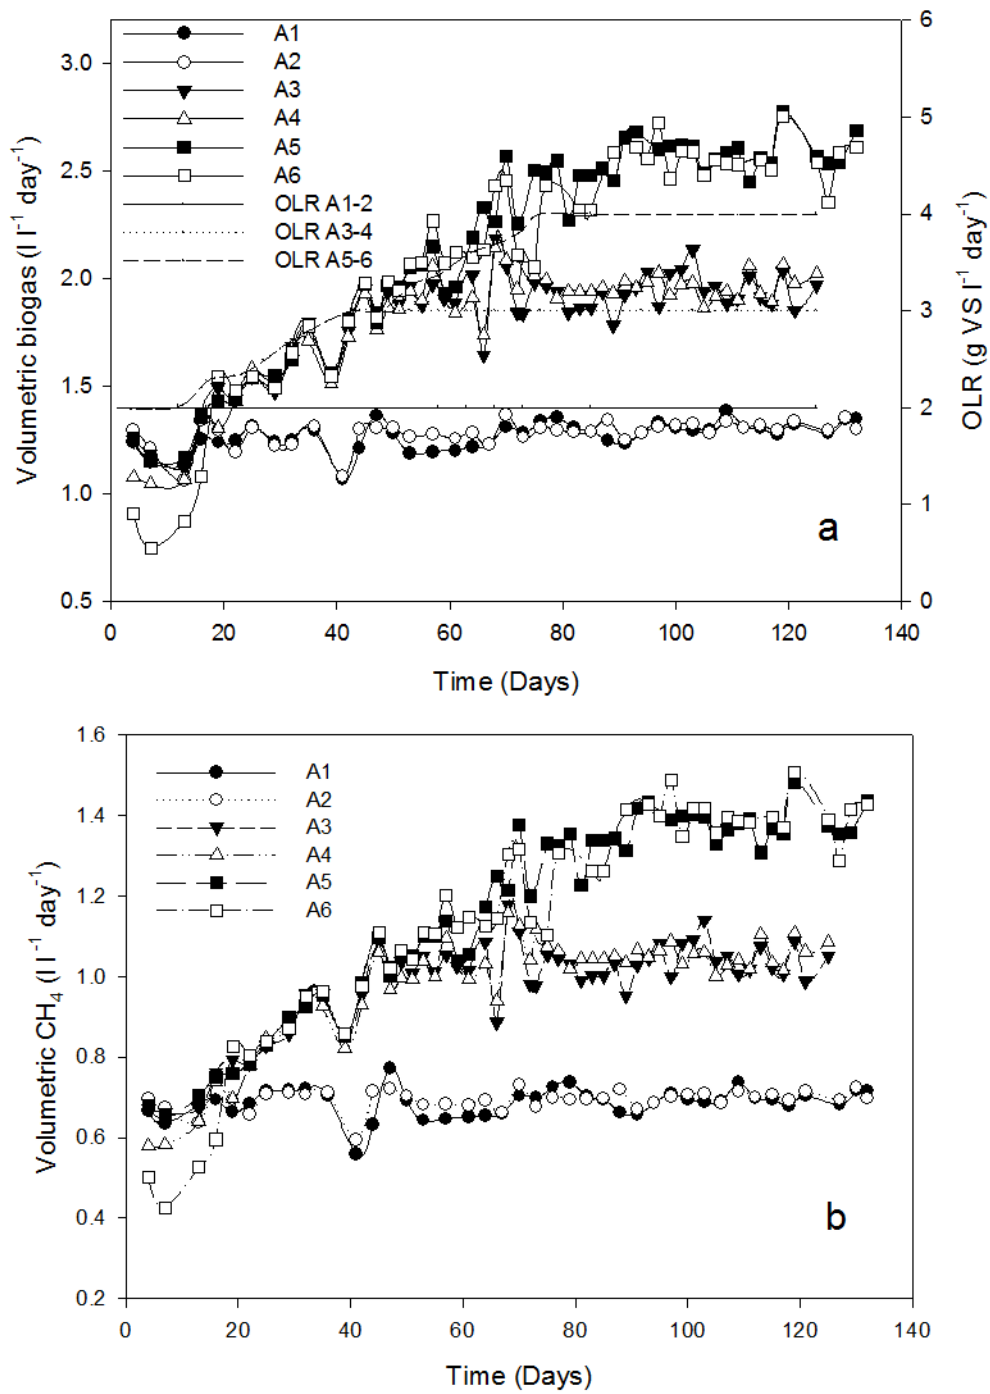 A1
A2
A3
A4
A5
A6
OLR A1-2
OLR A3-4
OLR A5-6
3.0
2.5
2.0
1.5
1.0
0.5
Volumetric biogas (l l⁻¹ day⁻¹)
6
5
4
3
2
1
0
OLR (g VS l⁻¹ day⁻¹)
a
0 20 40 60 80 100 120 140
Time (Days)
A1
A2
A3
A4
A5
A6
1.6
1.4
1.2
1.0
0.8
0.6
0.4
0.2
Volumetric CH₄ (l l⁻¹ day⁻¹)
b
0 20 40 60 80 100 120 140
Time (Days)